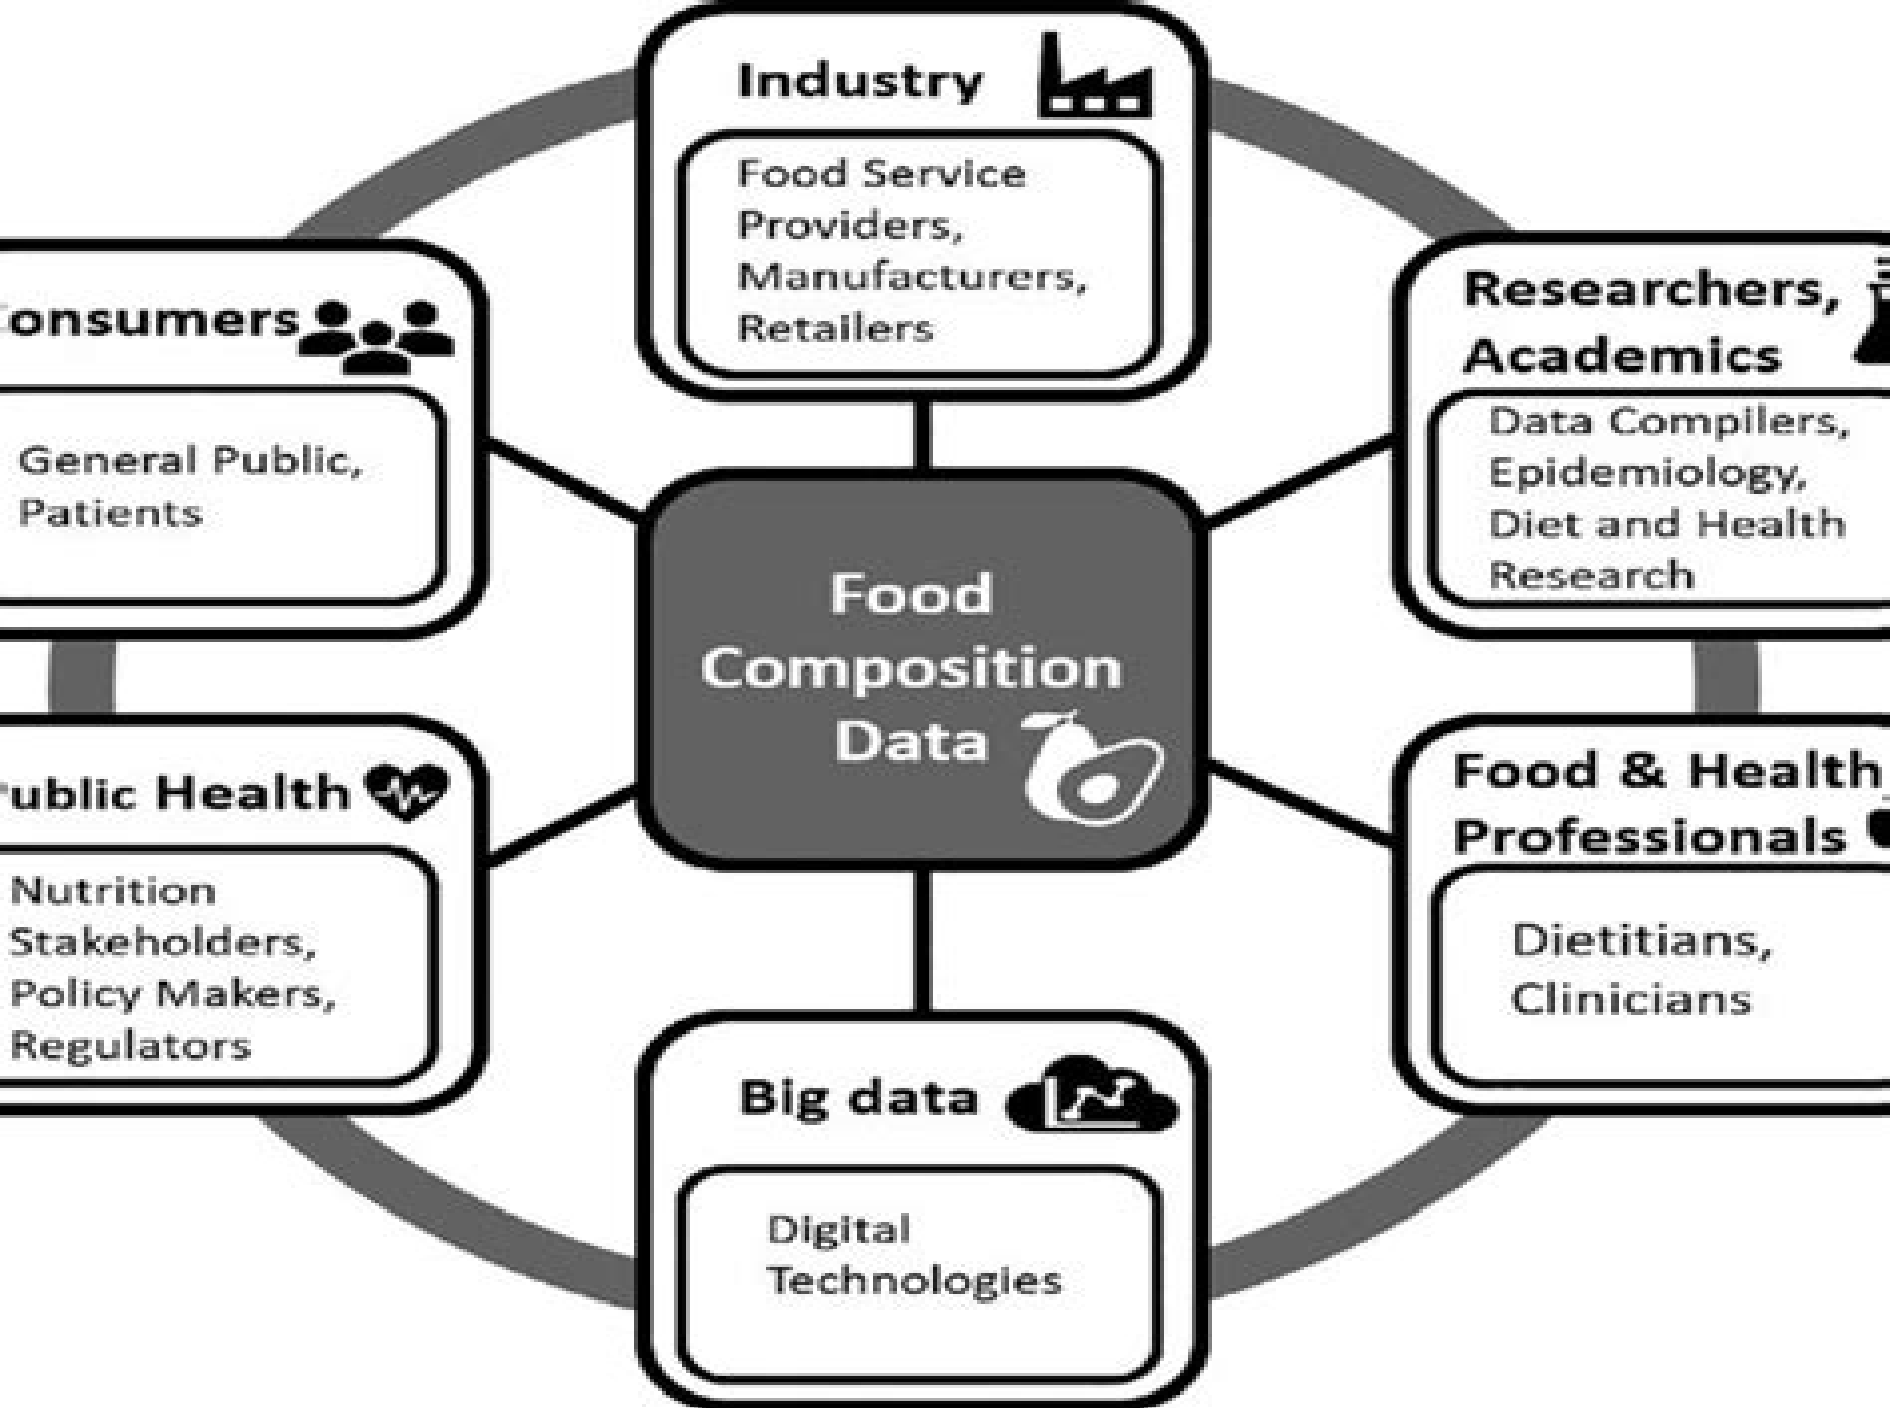 Industry
Food Service
Providers,
Manufacturers,
Retailers
onsumers
General Public,
Patients
Researchers,
Academics
Data Compilers,
Epidemiology,
Diet and Health
Research
Food
Composition
Data
ublic Health
Nutrition
Stakeholders,
Policy Makers,
Regulators
Food & Health
Professionals
Dietitians,
Clinicians
Big data
Digital
Technologies